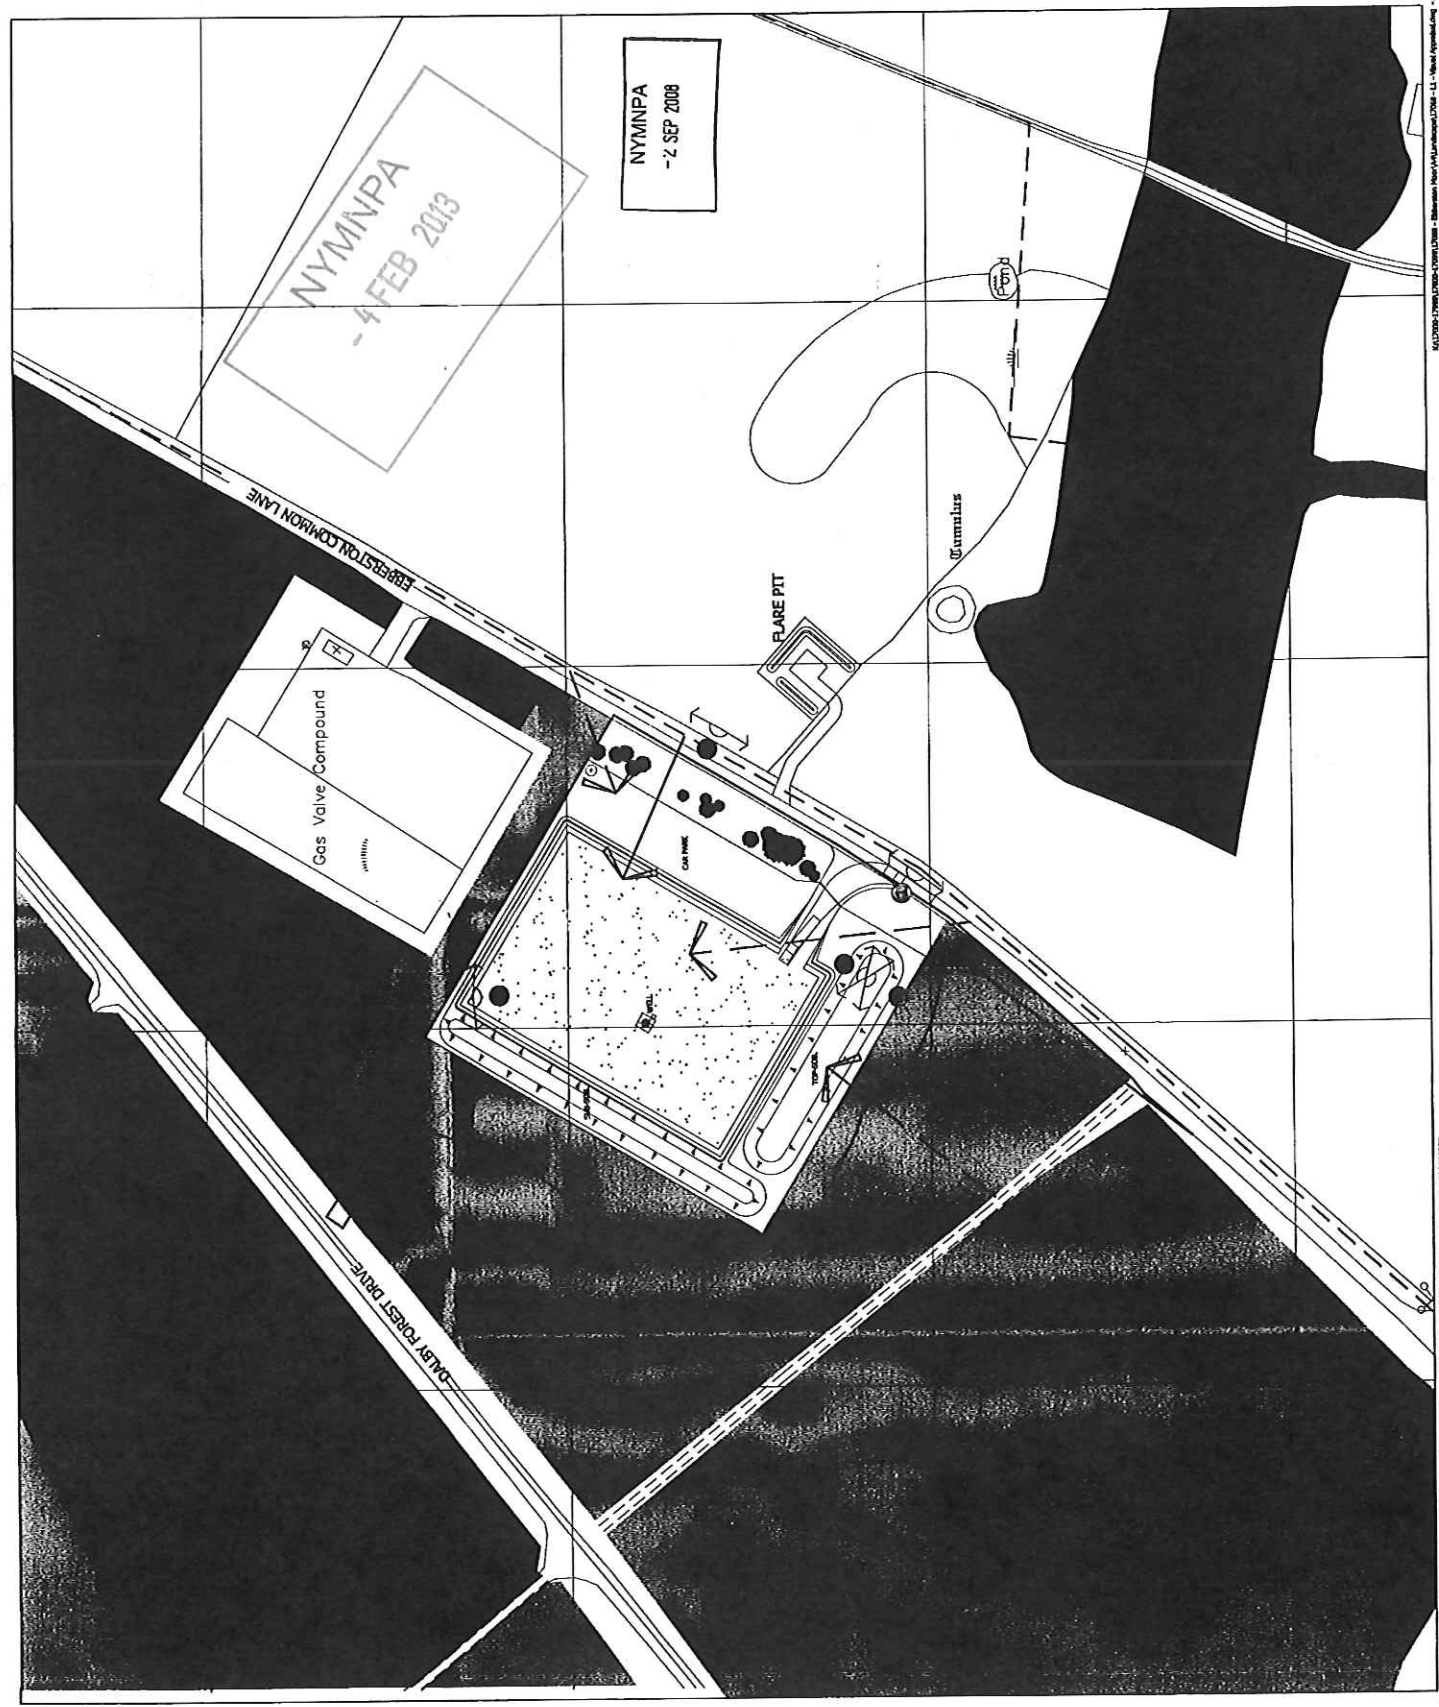 NYMNPA
-2 SEP 2008
NYMNPA
- 4 FEB 2013
EBBERSTON COMMON LANE
Pond
Tumulus
FLARE PIT
Gas Valve Compound
CAR PARK
WELL
TOP-SOIL
DALBY FOREST DRIVE